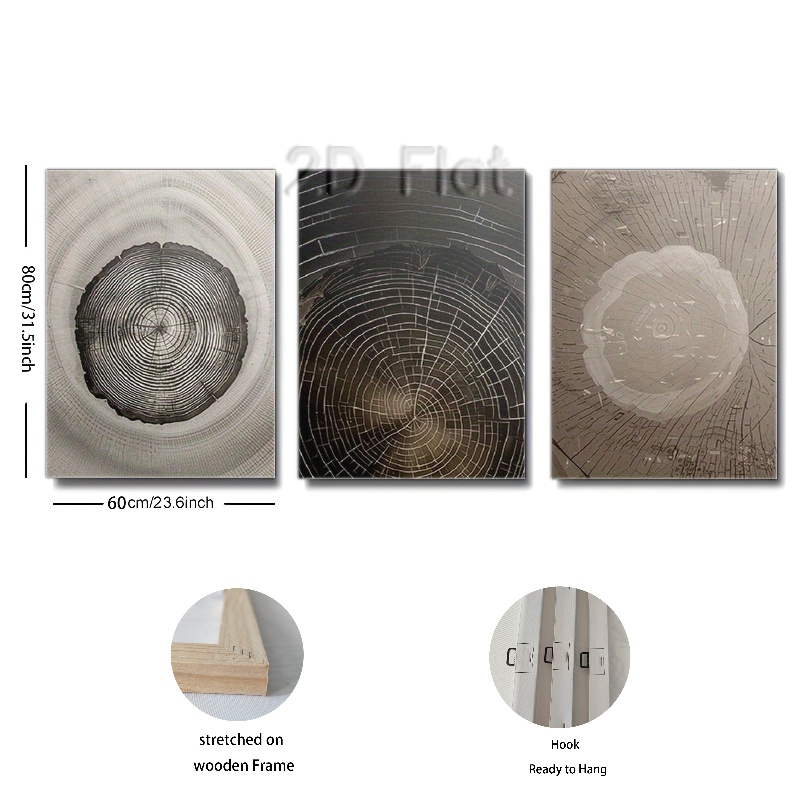 2D Flat
80cm/31.5inch
60cm/23.6inch
stretched on
wooden Frame
Hook
Ready to Hang